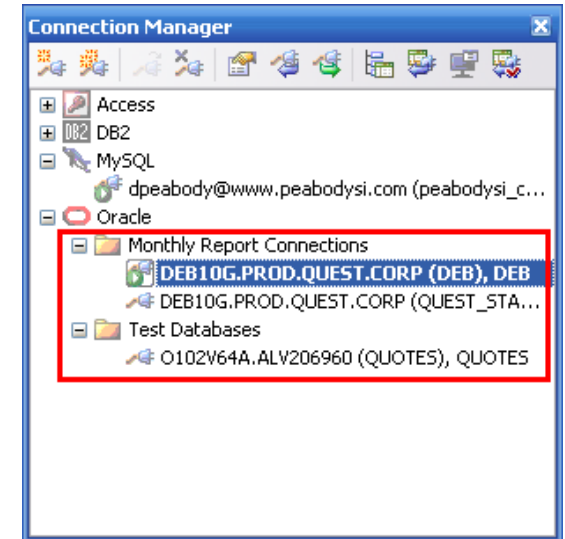 Connection Manager
Access
DB2 DB2
MySQL
dpeabody@www.peabodysi.com (peabodysi_c...
Oracle
Monthly Report Connections
DEB10G.PROD.QUEST.CORP (DEB), DEB
DEB10G.PROD.QUEST.CORP (QUEST_STA...
Test Databases
O102V64A.ALV206960 (QUOTES), QUOTES